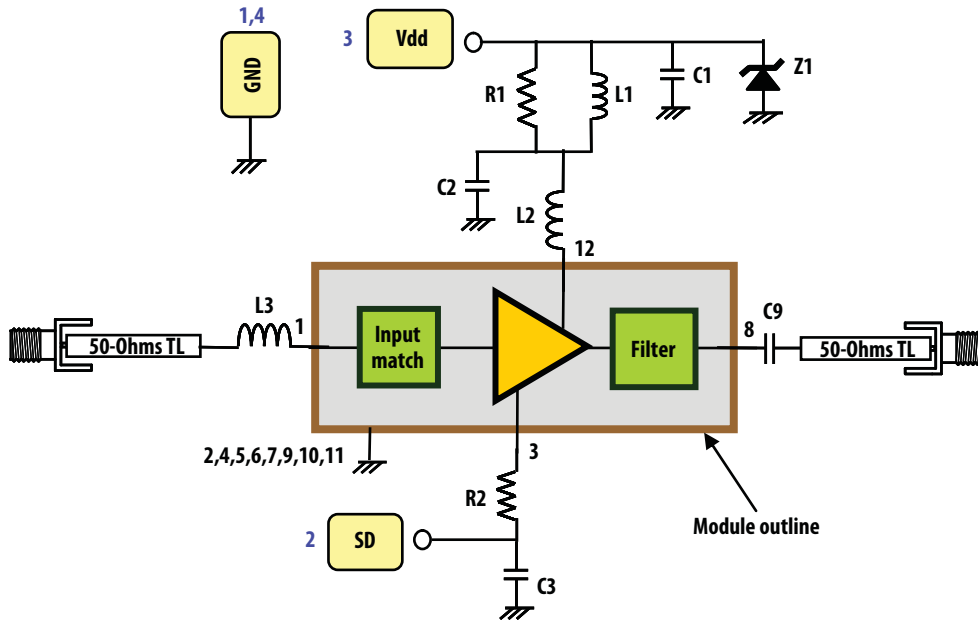 1,4
GND
3
Vdd
R1
L1
C1
Z1
C2
L2
12
L3
1
50-Ohms TL
Input
match
Filter
8
C9
50-Ohms TL
2,4,5,6,7,9,10,11
3
R2
Module outline
2
SD
C3